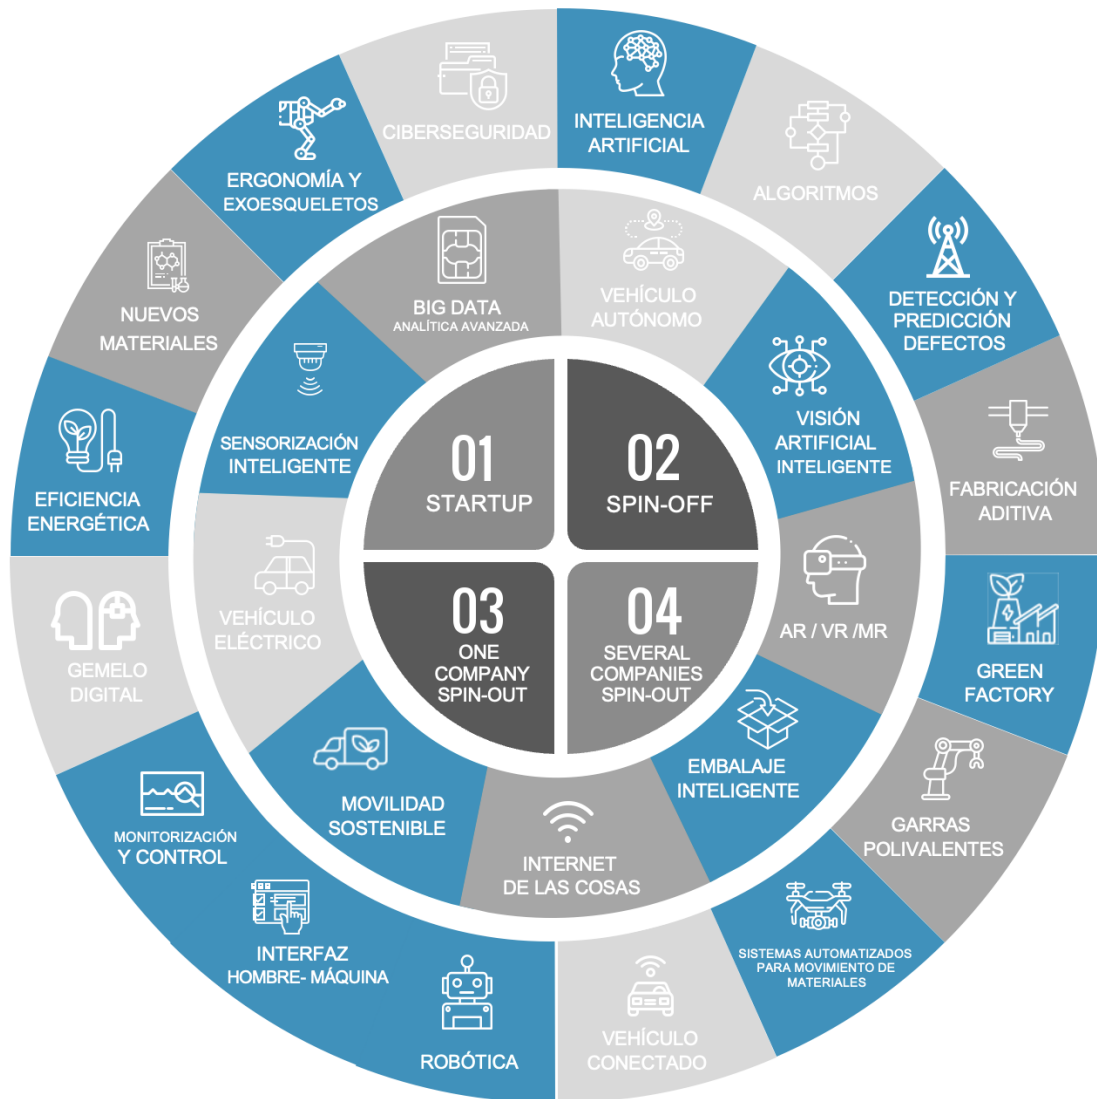 CIBERSEGURIDAD
INTELIGENCIA
ARTIFICIAL
ALGORITMOS
DETECCIÓN Y
PREDICCIÓN
DEFECTOS
FABRICACIÓN
ADITIVA
GREEN
FACTORY
GARRAS
POLIVALENTES
SISTEMAS AUTOMATIZADOS
PARA MOVIMIENTO DE
MATERIALES
VEHÍCULO
CONECTADO
ROBÓTICA
INTERFAZ
HOMBRE- MÁQUINA
MONITORIZACIÓN
Y CONTROL
GEMELO
DIGITAL
EFICIENCIA
ENERGÉTICA
NUEVOS
MATERIALES
ERGONOMÍA Y
EXOESQUELETOS
BIG DATA
ANALÍTICA AVANZADA
VEHÍCULO
AUTÓNOMO
VISIÓN
ARTIFICIAL
INTELIGENTE
AR / VR /MR
EMBALAJE
INTELIGENTE
INTERNET
DE LAS COSAS
MOVILIDAD
SOSTENIBLE
VEHÍCULO
ELÉCTRICO
SENSORIZACIÓN
INTELIGENTE
01
STARTUP
02
SPIN-OFF
03
ONE
COMPANY
SPIN-OUT
04
SEVERAL
COMPANIES
SPIN-OUT